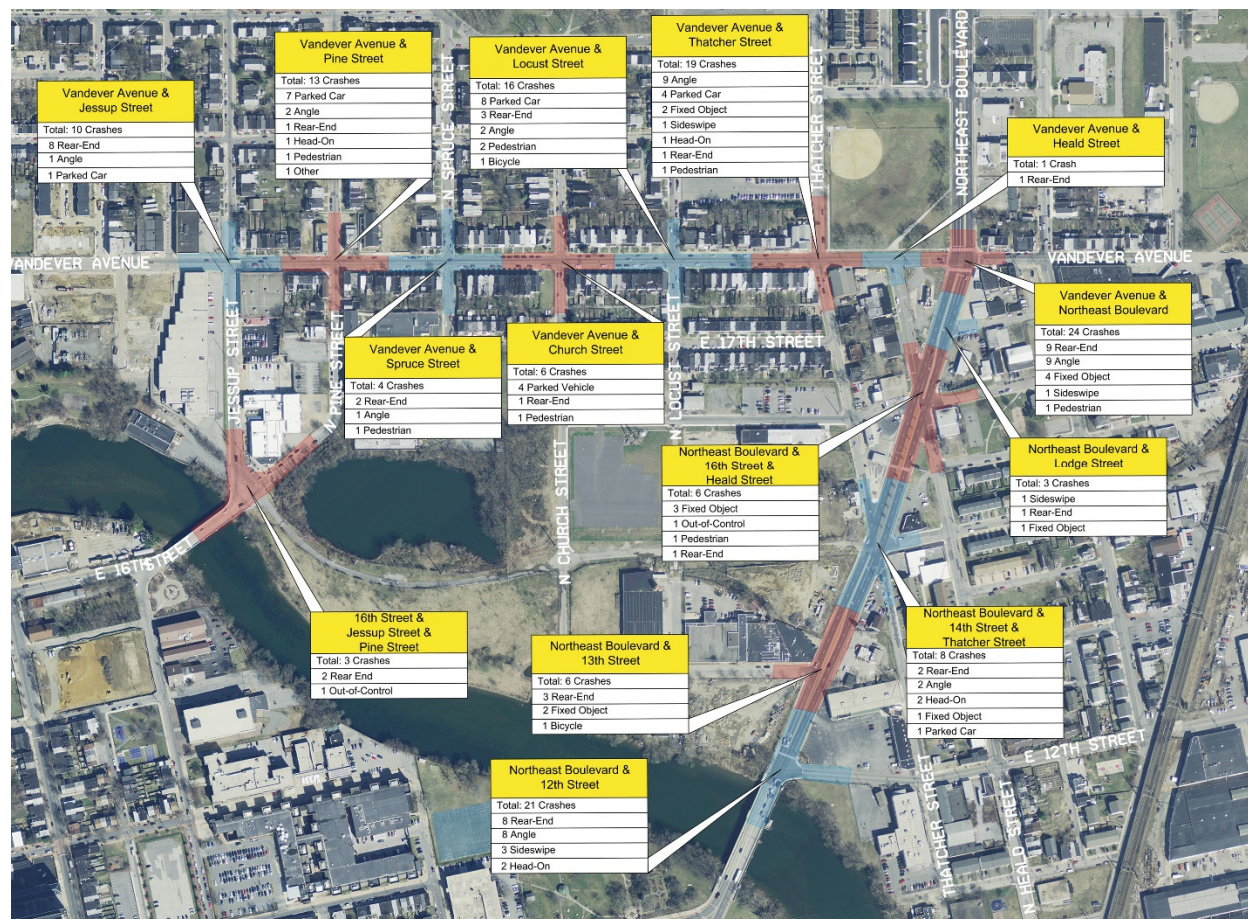 Vandever Avenue &
Jessup Street
Total: 10 Crashes
8 Rear-End
1 Angle
1 Parked Car
Vandever Avenue &
Pine Street
Total: 13 Crashes
7 Parked Car
2 Angle
1 Rear-End
1 Head-On
1 Pedestrian
1 Other
Vandever Avenue &
Locust Street
Total: 16 Crashes
8 Parked Car
3 Rear-End
2 Angle
2 Pedestrian
1 Bicycle
Vandever Avenue &
Thatcher Street
Total: 19 Crashes
9 Angle
4 Parked Car
2 Fixed Object
1 Sideswipe
1 Head-On
1 Rear-End
1 Pedestrian
Vandever Avenue &
Heald Street
Total: 1 Crash
1 Rear-End
N SPRUCE STREET
THATCHER STREET
NORTHEAST BOULEVARD
VANDEVER AVENUE
VANDEVER AVENUE
Vandever Avenue &
Northeast Boulevard
Total: 24 Crashes
9 Rear-End
9 Angle
4 Fixed Object
1 Sideswipe
1 Pedestrian
JESSUP STREET
N PINE STREET
Vandever Avenue &
Spruce Street
Total: 4 Crashes
2 Rear-End
1 Angle
1 Pedestrian
Vandever Avenue &
Church Street
Total: 6 Crashes
4 Parked Vehicle
1 Rear-End
1 Pedestrian
N LOCUST STREET
E 17TH STREET
Northeast Boulevard &
16th Street &
Heald Street
Total: 6 Crashes
3 Fixed Object
1 Out-of-Control
1 Pedestrian
1 Rear-End
Northeast Boulevard &
Lodge Street
Total: 3 Crashes
1 Sideswipe
1 Rear-End
1 Fixed Object
E 16TH STREET
N CHURCH STREET
16th Street &
Jessup Street &
Pine Street
Total: 3 Crashes
2 Rear End
1 Out-of-Control
Northeast Boulevard &
13th Street
Total: 6 Crashes
3 Rear-End
2 Fixed Object
1 Bicycle
Northeast Boulevard &
14th Street &
Thatcher Street
Total: 8 Crashes
2 Rear-End
2 Angle
2 Head-On
1 Fixed Object
1 Parked Car
Northeast Boulevard &
12th Street
Total: 21 Crashes
8 Rear-End
8 Angle
3 Sideswipe
2 Head-On
E 12TH STREET
THATCHER STREET
N HEALD STREET